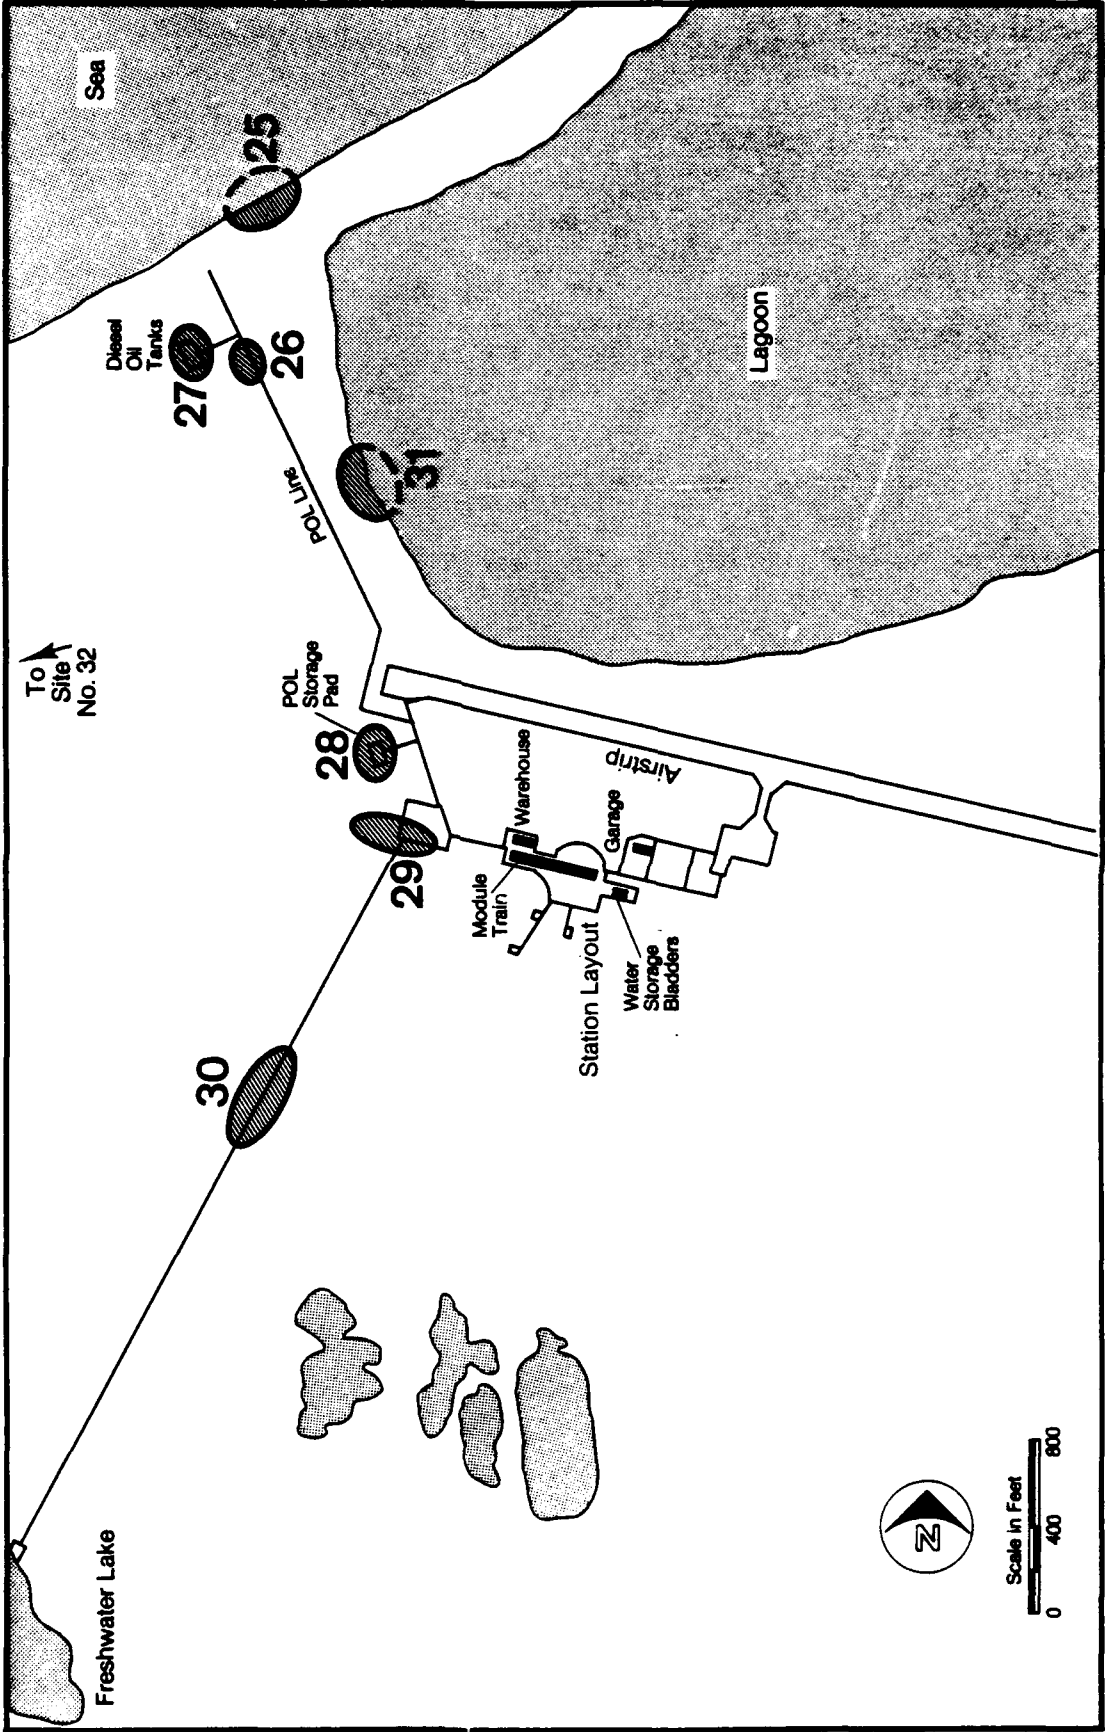 Sea
25
Diesel
Oil
Tanks
27
26
POL Line
31
Lagoon
To
Site
No. 32
POL
Storage
Pad
28
29
Warehouse
Airstrip
Garage
Module
Train
Station Layout
Water
Storage
Bladders
30
Freshwater Lake
N
Scale in Feet
0 400 800